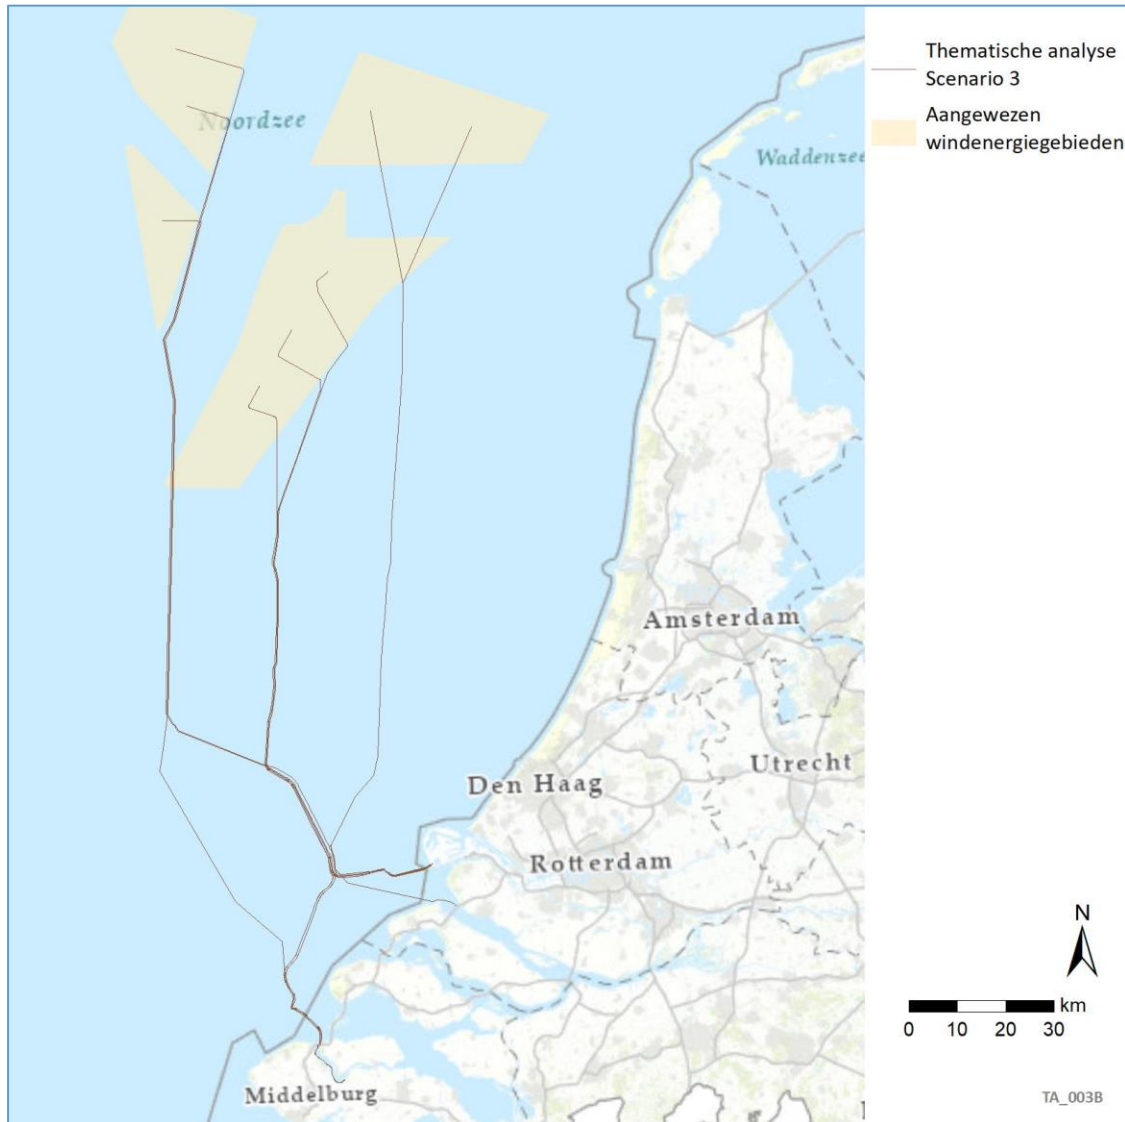 Thematische analyse
Scenario 3
Aangewezen
windenergiegebieden
Noordzee
Waddenzee
Amsterdam
Utrecht
Den Haag
Rotterdam
Middelburg
N
km
0 10 20 30
TA_003B